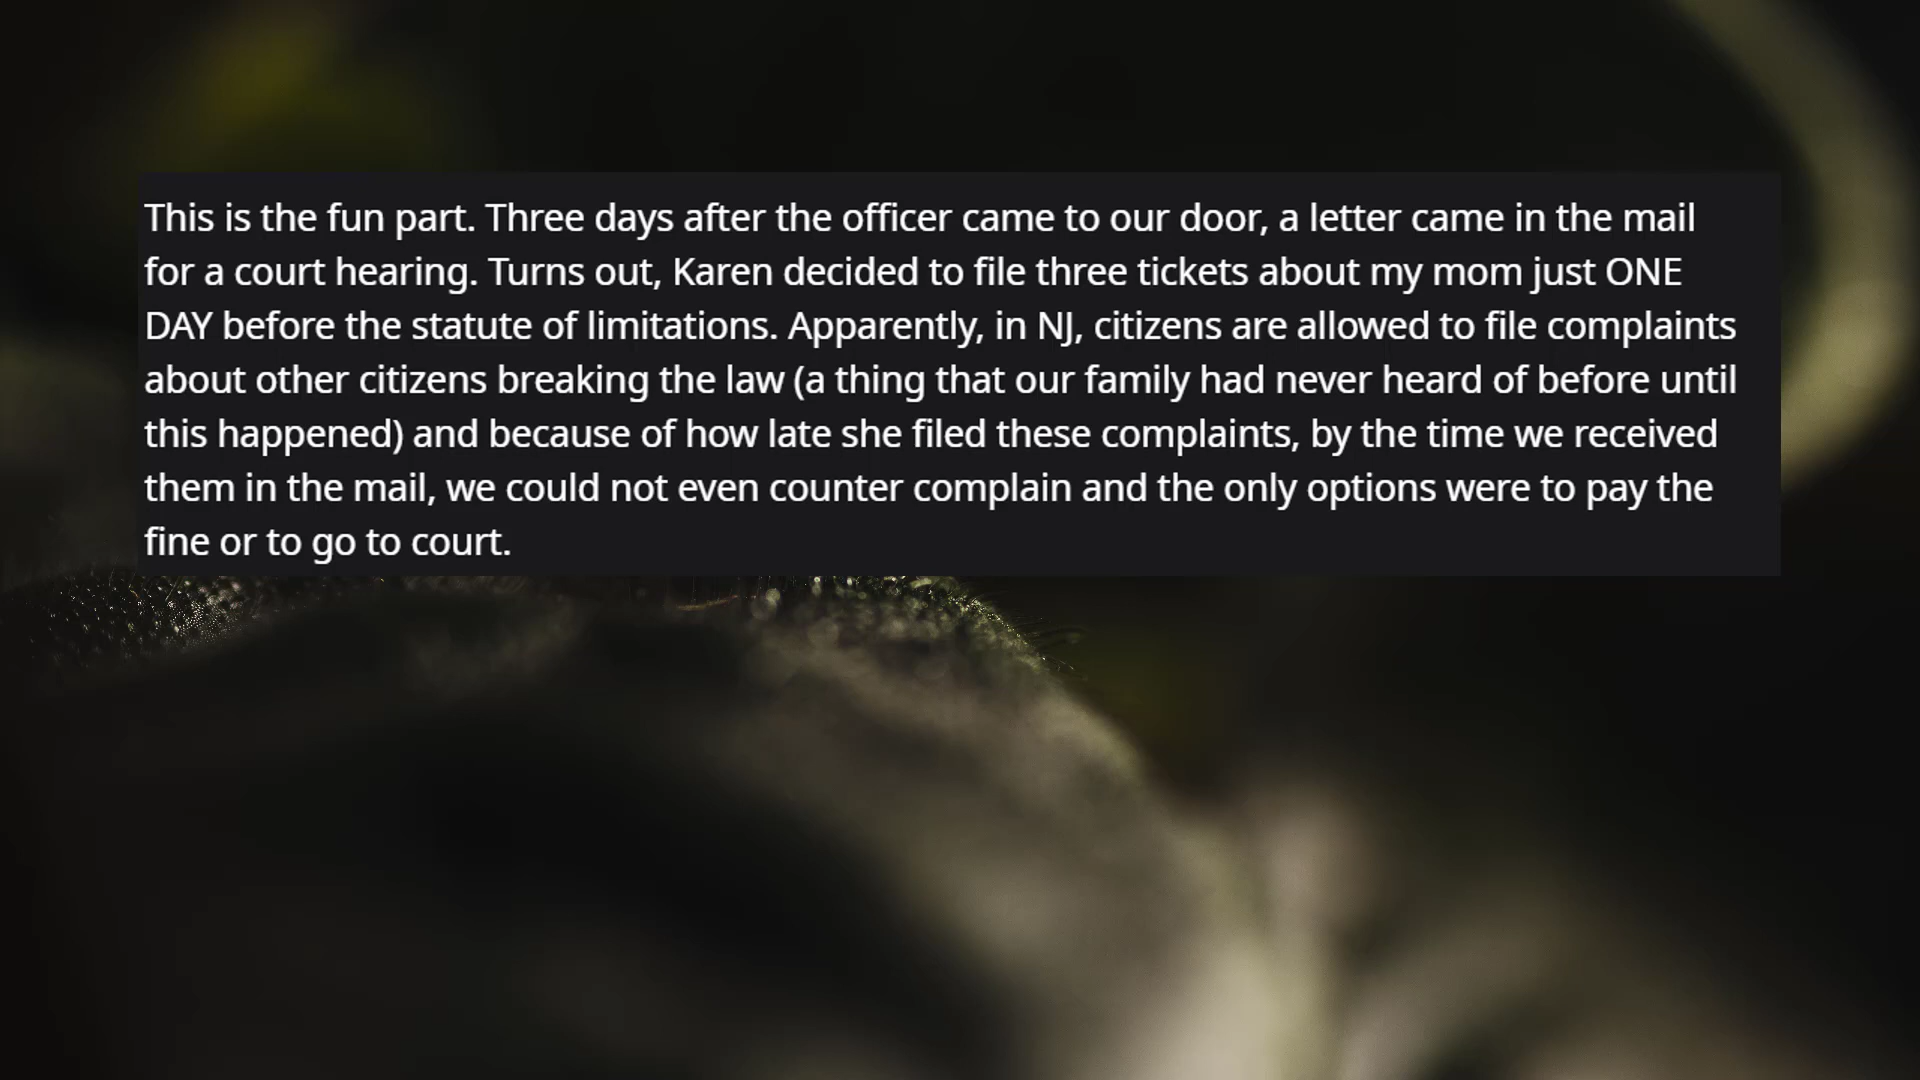 This is the fun part. Three days after the officer came to our door, a letter came in the mail
for a court hearing. Turns out, Karen decided to file three tickets about my mom just ONE
DAY before the statute of limitations. Apparently, in NJ, citizens are allowed to file complaints
about other citizens breaking the law (a thing that our family had never heard of before until
this happened) and because of how late she filed these complaints, by the time we received
them in the mail, we could not even counter complain and the only options were to pay the
fine or to go to court.